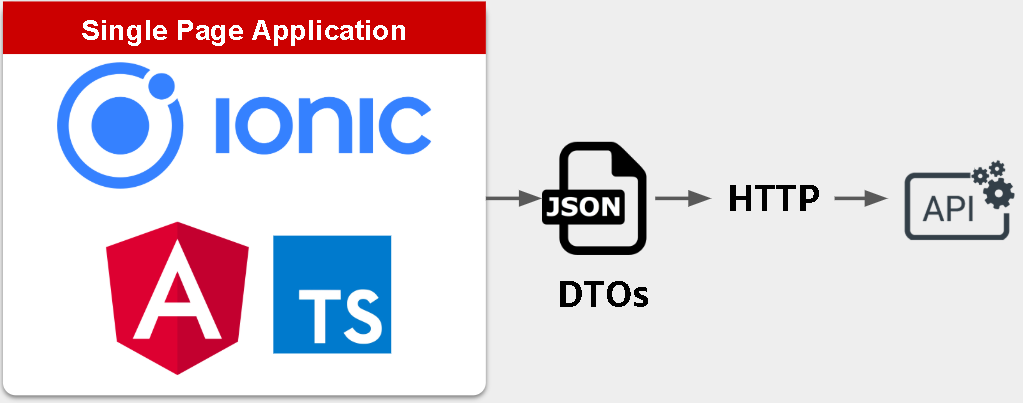 Single Page Application
IONIC
A
TS
JSON
DTOs
HTTP
API